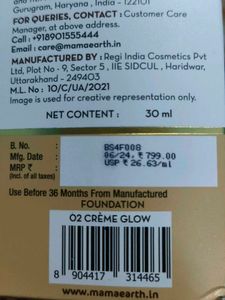 Gurugram, Haryana, India - 122101
FOR QUERIES, CONTACT : Customer Care
Manager, at address stated above.
Call : +918901555444
Email : care@mamaearth.in
MANUFACTURED BY : Regi India Cosmetics Pvt
Ltd, Plot No - 9, Sector 5 , IIE SIDCUL , Haridwar,
Uttarakhand - 249403
M.L. No : 10/C/UA/2021
Image is used for creative representation only.
NET CONTENT : 30 ml
B. No. : BS4F008
Mfg. Date : 06/24, ₹ 799.00
MRP ₹ : USP ₹ 26.63/ml
(Incl. of all taxes)
Use Before 36 Months From Manufactured
FOUNDATION
02 CRÈME GLOW
8 904417 314465
www.mamaearth.in